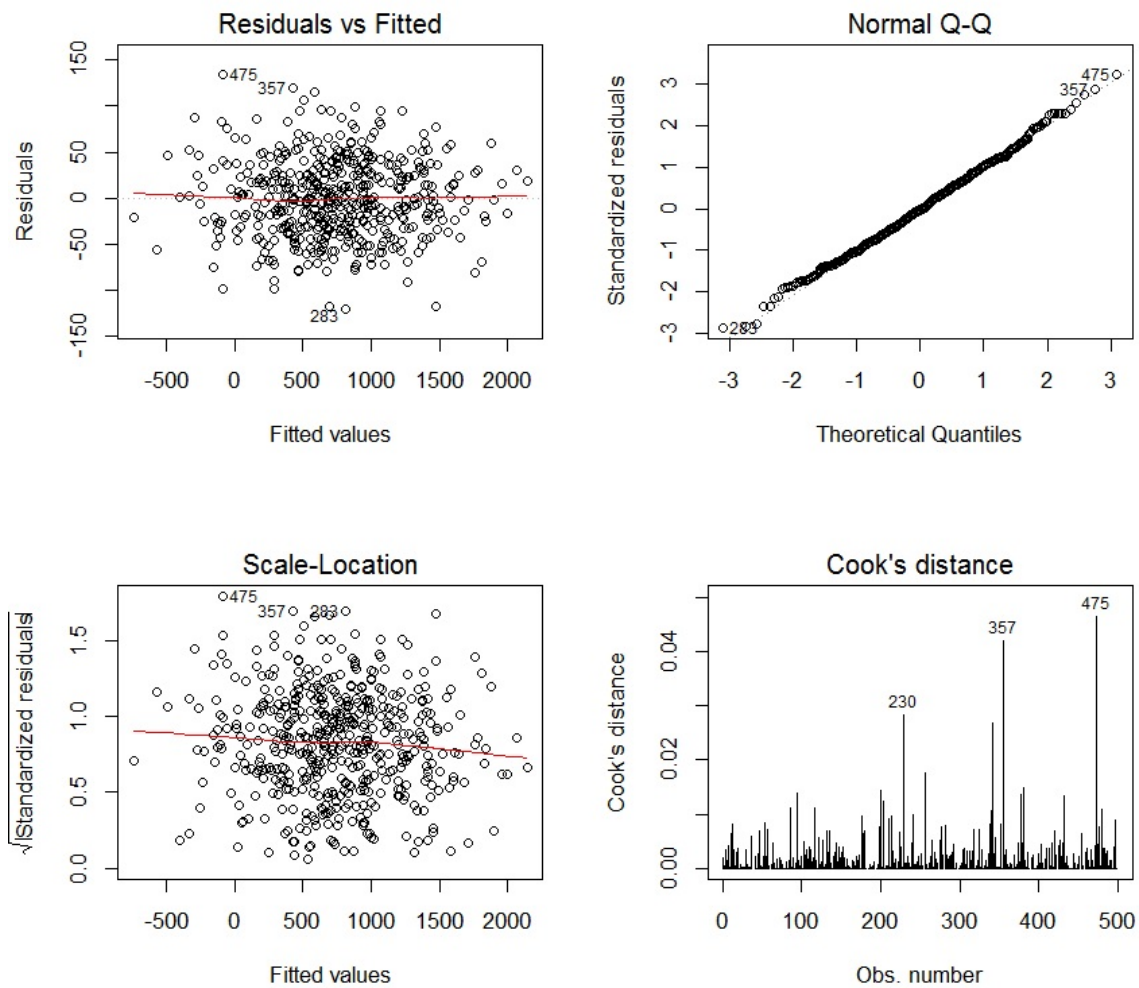 Residuals vs Fitted
Residuals
150
50
0
-50
-150
475
357
283
-500 0 500 1000 1500 2000
Fitted values
Normal Q-Q
Standardized residuals
3
2
1
0
-1
-2
-3
475
357
283
-3 -2 -1 0 1 2 3
Theoretical Quantiles
Scale-Location
√|Standardized residuals|
1.5
1.0
0.5
0.0
475
357
283
-500 0 500 1000 1500 2000
Fitted values
Cook's distance
Cook's distance
0.04
0.02
0.00
230
357
475
0 100 200 300 400 500
Obs. number